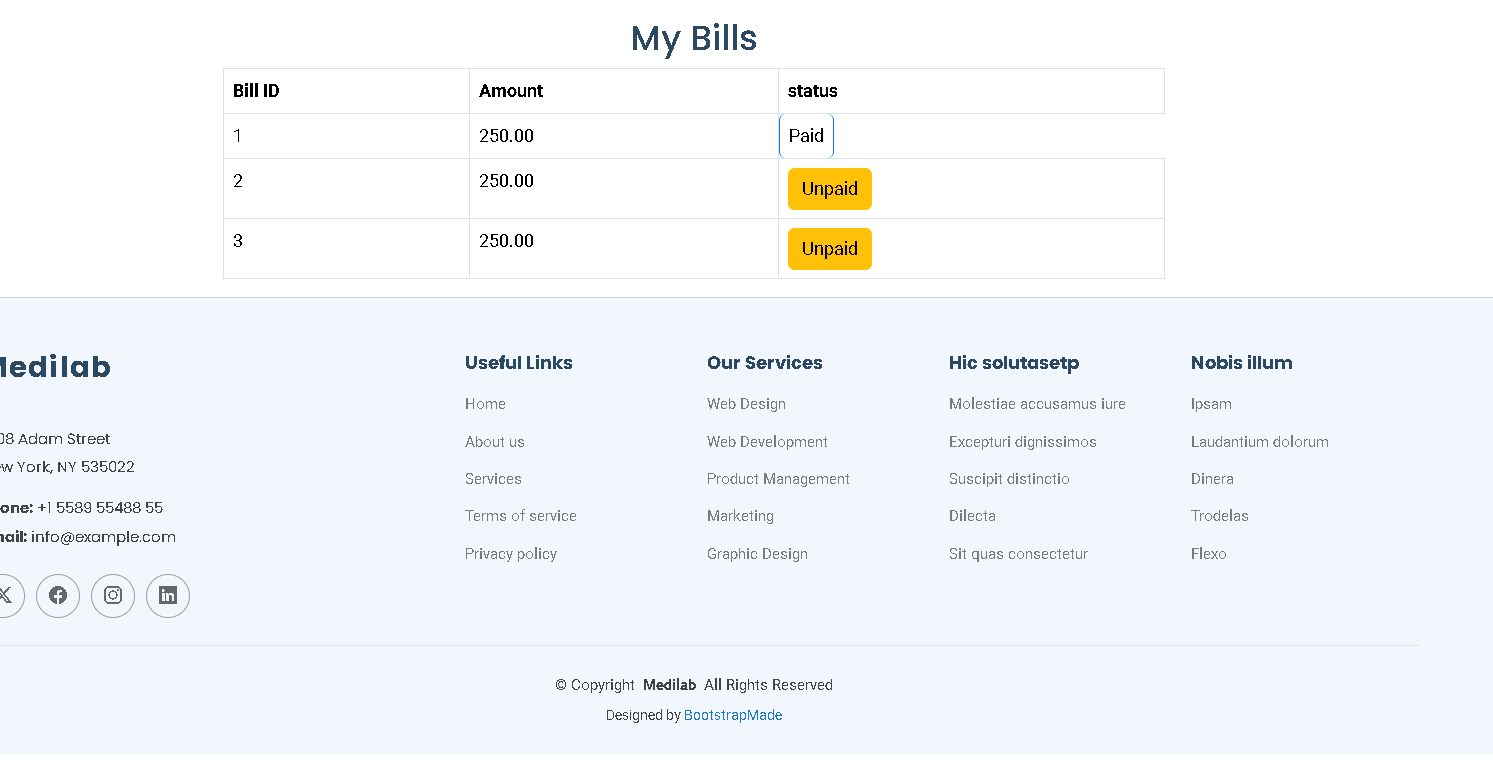 My Bills
Bill ID Amount status
1 250.00 Paid
2 250.00 Unpaid
3 250.00 Unpaid
Medilab
08 Adam Street
w York, NY 535022
one: +1 5589 55488 55
ail: info@example.com
Useful Links
Home
About us
Services
Terms of service
Privacy policy
Our Services
Web Design
Web Development
Product Management
Marketing
Graphic Design
Hic solutasetp
Molestiae accusamus iure
Excepturi dignissimos
Suscipit distinctio
Dilecta
Sit quas consectetur
Nobis illum
Ipsam
Laudantium dolorum
Dinera
Trodelas
Flexo
© Copyright Medilab All Rights Reserved
Designed by BootstrapMade